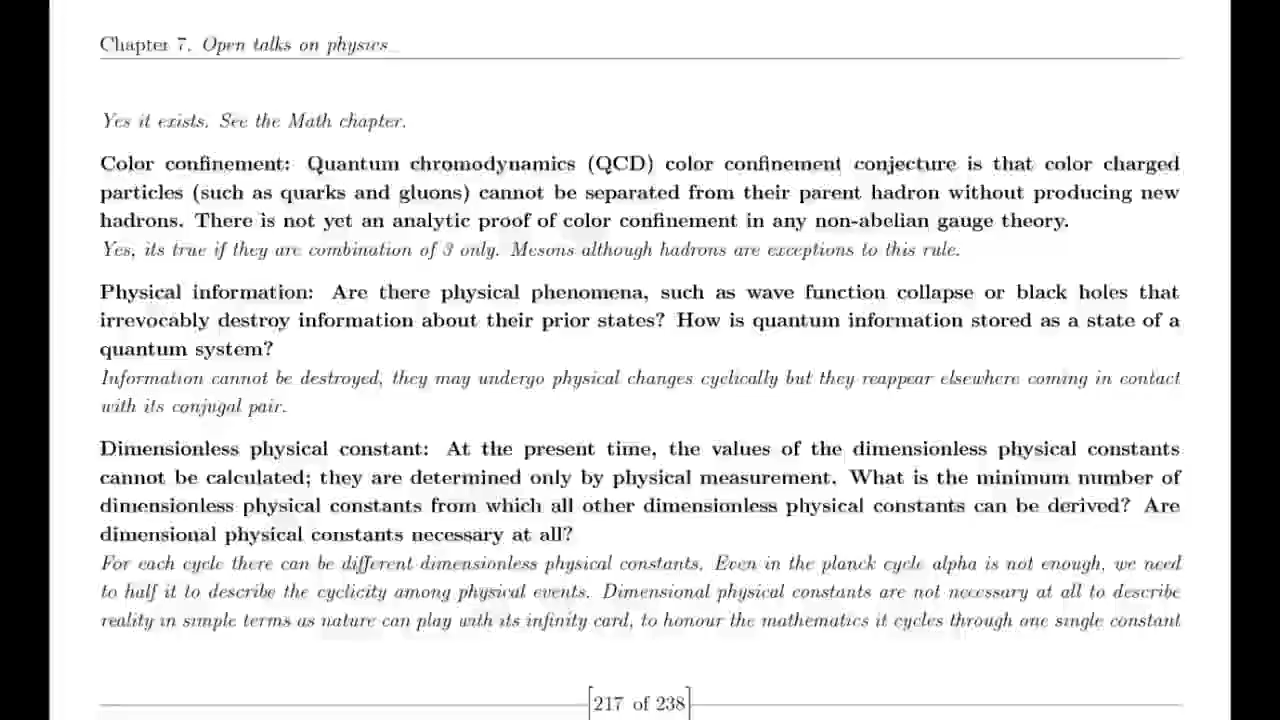 Chapter 7. Open talks on physics
Yes it exists. See the Math chapter.
Color confinement: Quantum chromodynamics (QCD) color confinement conjecture is that color charged
particles (such as quarks and gluons) cannot be separated from their parent hadron without producing new
hadrons. There is not yet an analytic proof of color confinement in any non-abelian gauge theory.
Yes, its true if they are combination of 3 only. Mesons although hadrons are exceptions to this rule.
Physical information: Are there physical phenomena, such as wave function collapse or black holes that
irrevocably destroy information about their prior states? How is quantum information stored as a state of a
quantum system?
Information cannot be destroyed, they may undergo physical changes cyclically but they reappear elsewhere coming in contact
with its conjugal pair.
Dimensionless physical constant: At the present time, the values of the dimensionless physical constants
cannot be calculated; they are determined only by physical measurement. What is the minimum number of
dimensionless physical constants from which all other dimensionless physical constants can be derived? Are
dimensional physical constants necessary at all?
For each cycle there can be different dimensionless physical constants. Even in the planck cycle alpha is not enough, we need
to half it to describe the cyclicity among physical events. Dimensional physical constants are not necessary at all to describe
reality in simple terms as nature can play with its infinity card, to honour the mathematics it cycles through one single constant
217 of 238